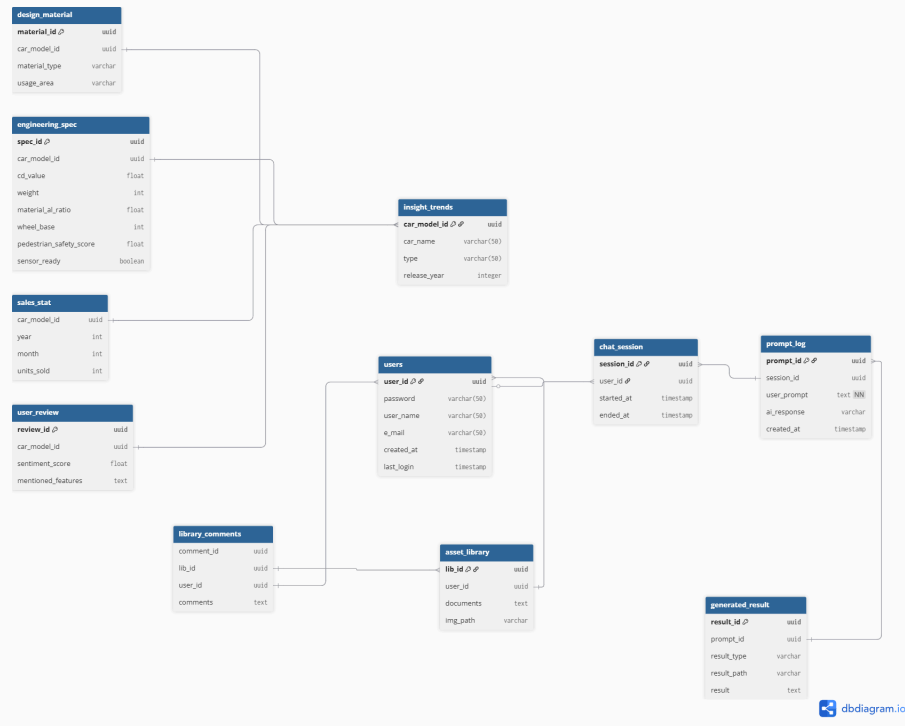 design_material
material_id uuid
car_model_id uuid
material_type varchar
usage_area varchar
engineering_spec
spec_id uuid
car_model_id uuid
cd_value float
weight int
material_al_ratio float
wheel_base int
pedestrian_safety_score float
sensor_ready boolean
sales_stat
car_model_id uuid
year int
month int
units_sold int
user_review
review_id uuid
car_model_id uuid
sentiment_score float
mentioned_features text
insight_trends
car_model_id uuid
car_name varchar(50)
type varchar(50)
release_year integer
users
user_id uuid
password varchar(50)
user_name varchar(50)
e_mail varchar(50)
created_at timestamp
last_login timestamp
chat_session
session_id uuid
user_id uuid
started_at timestamp
ended_at timestamp
prompt_log
prompt_id uuid
session_id uuid
user_prompt text NN
ai_response varchar
created_at timestamp
library_comments
comment_id uuid
lib_id uuid
user_id uuid
comments text
asset_library
lib_id uuid
user_id uuid
documents text
img_path varchar
generated_result
result_id uuid
prompt_id uuid
result_type varchar
result_path varchar
result text
dbdiagram.io